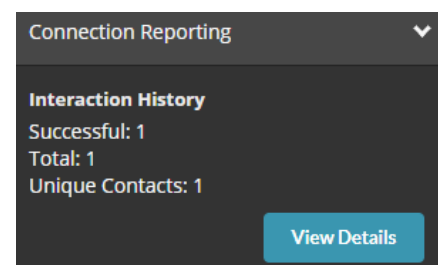 Connection Reporting
Interaction History
Successful: 1
Total: 1
Unique Contacts: 1
View Details